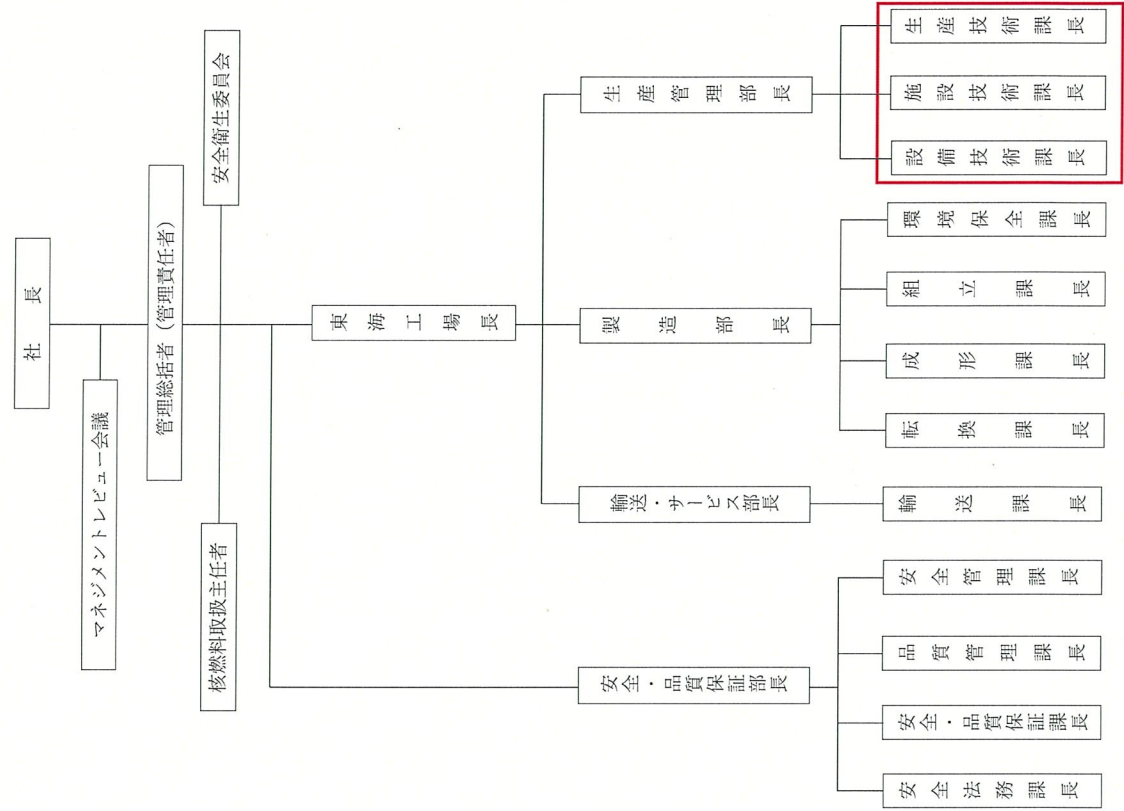 社長
マネジメントレビュー会議
管理総括者（管理責任者）
核燃料取扱主任者
安全衛生委員会
東海工場長
安全・品質保証部長
輸送・サービス部長
製造部長
生産管理部長
安全法務課長
安全・品質保証課長
品質管理課長
安全管理課長
輸送課長
転換課長
成形課長
組立課長
環境保全課長
設備技術課長
施設技術課長
生産技術課長